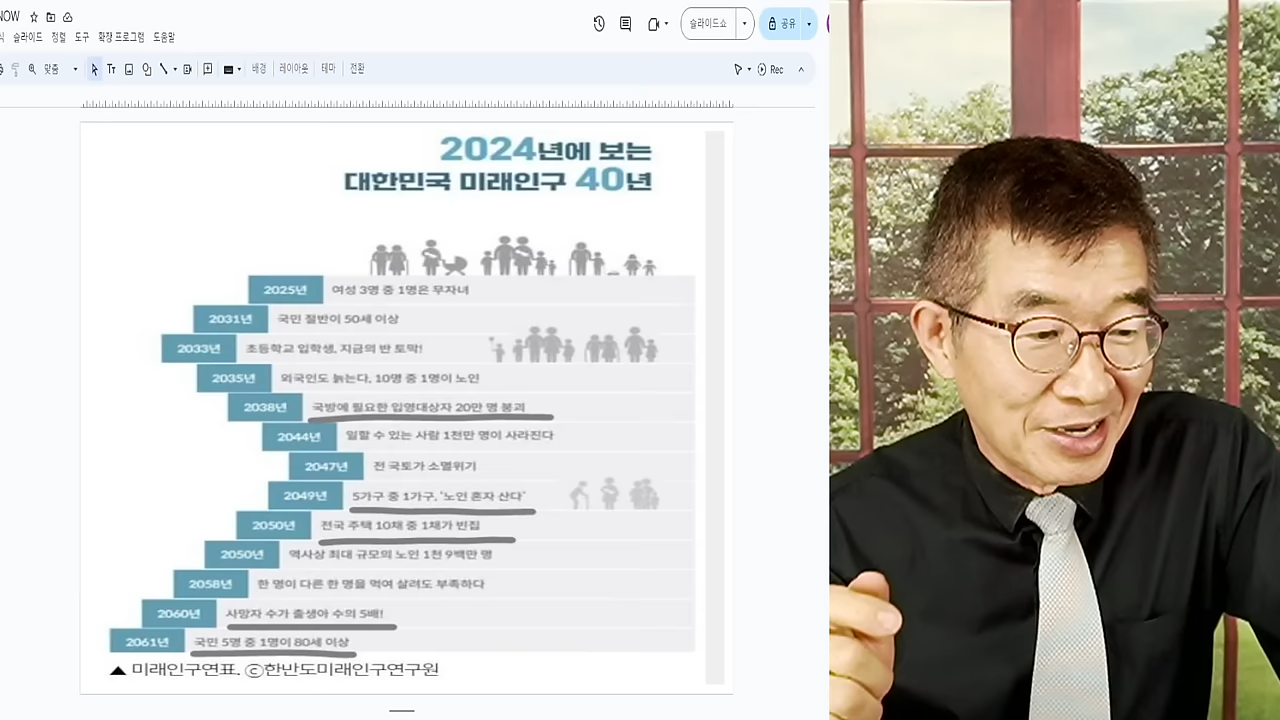 NOW
슬라이드 정렬 도구 확장 프로그램 도움말
슬라이드쇼
공유
맞춤
Tr
배경 레이아웃 테마 전환
Rec
2024년에 보는
대한민국 미래인구 40년
2025년 여성 3명 중 1명은 무자녀
2031년 국민 절반이 50세 이상
2033년 초등학교 입학생, 지금의 반 토막!
2035년 외국인도 늙는다, 10명 중 1명이 노인
2038년 국방에 필요한 입영대상자 20만 명 붕괴
2044년 일할 수 있는 사람 1천만 명이 사라진다
2047년 전 국토가 소멸위기
2049년 5가구 중 1가구, '노인 혼자 산다'
2050년 전국 주택 10채 중 1채가 빈집
2050년 역사상 최대 규모의 노인 1천 9백만 명
2058년 한 명이 다른 한 명을 먹여 살려도 부족하다
2060년 사망자 수가 출생아 수의 5배!
2061년 국민 5명 중 1명이 80세 이상
▲ 미래인구연표. ⓒ한반도미래인구연구원